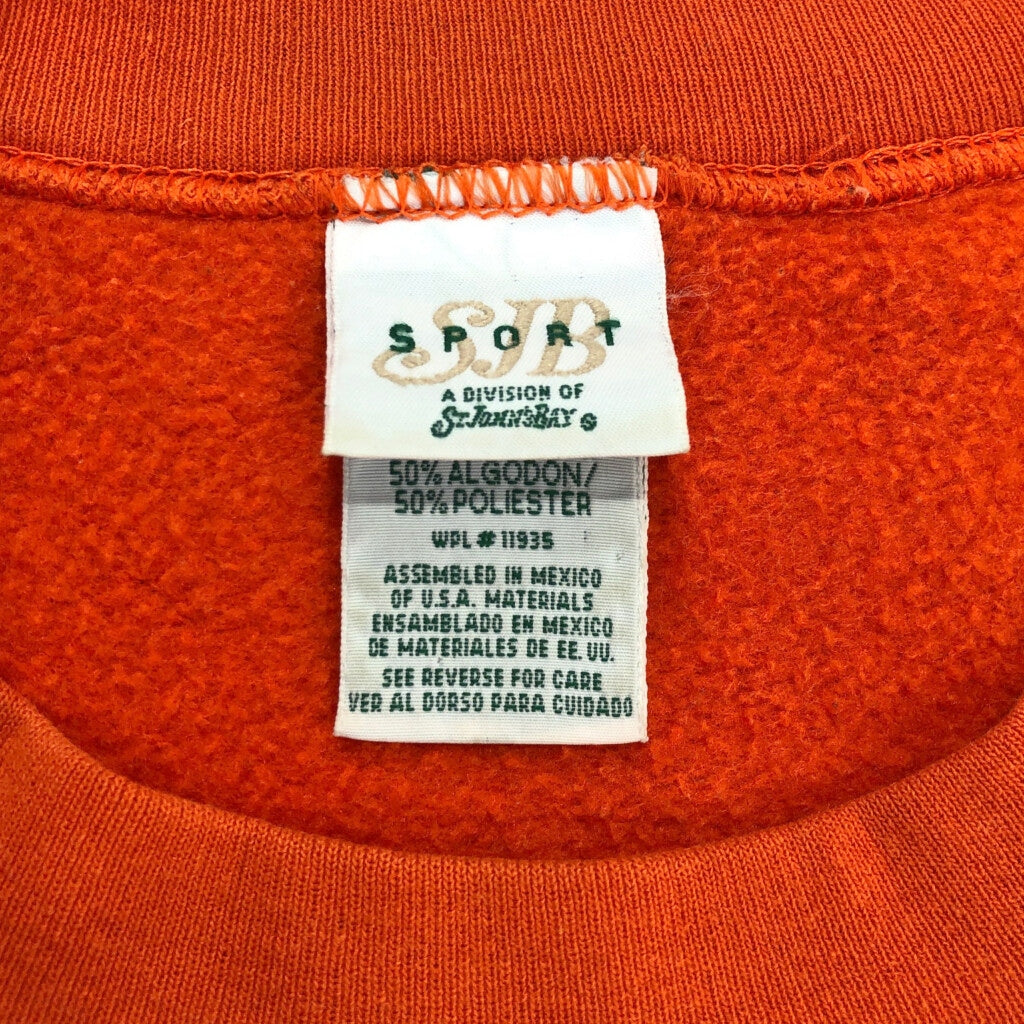 SJB
SPORT
A DIVISION OF
ST. JOHN'S BAY S
50% ALGODON/
50% POLIESTER
WPL # 11935
ASSEMBLED IN MEXICO
OF U.S.A. MATERIALS
ENSAMBLADO EN MEXICO
DE MATERIALES DE EE. UU.
SEE REVERSE FOR CARE
VER AL DORSO PARA CUIDADO